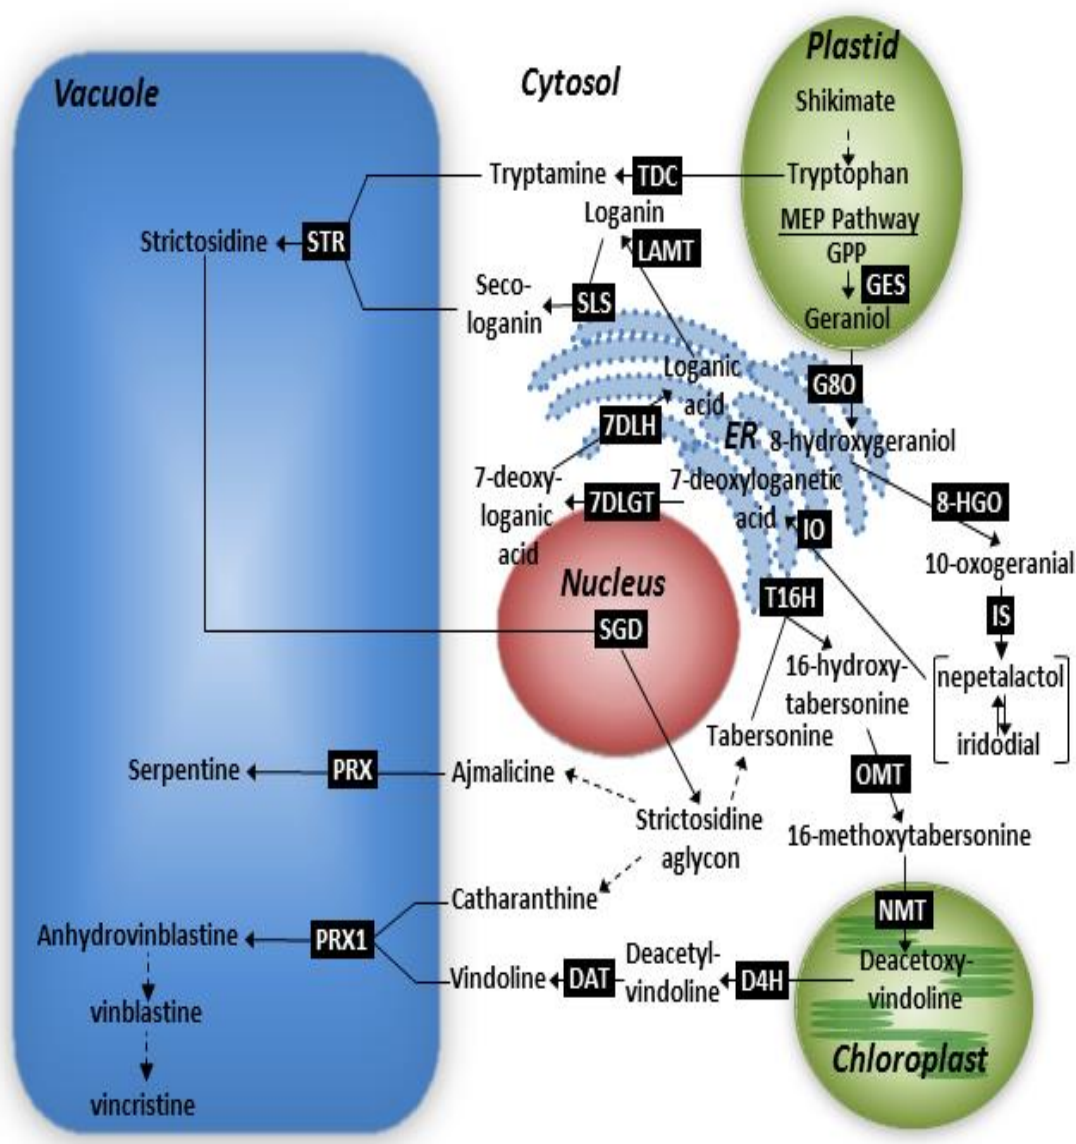 Plastid
Vacuole
Cytosol
Shikimate
Tryptamine
TDC
Tryptophan
Loganin
MEP Pathway
Strictosidine
STR
LAMT
GPP
GES
Seco-
loganin
SLS
Geraniol
Loganic
acid
G8O
7DLH
ER
8-hydroxygeraniol
7-deoxy-
loganic
acid
7DLGT
7-deoxyloganetic
acid
IO
8-HGO
10-oxogeranial
Nucleus
T16H
IS
SGD
16-hydroxy-
tabersonine
nepetalactol
iridodial
Tabersonine
Serpentine
PRX
Ajmalicine
OMT
Strictosidine
aglycon
16-methoxytabersonine
Catharanthine
NMT
Anhydrovinblastine
PRX1
Vindoline
DAT
Deacetyl-
vindoline
D4H
Deacetoxy-
vindoline
vinblastine
Chloroplast
vincristine